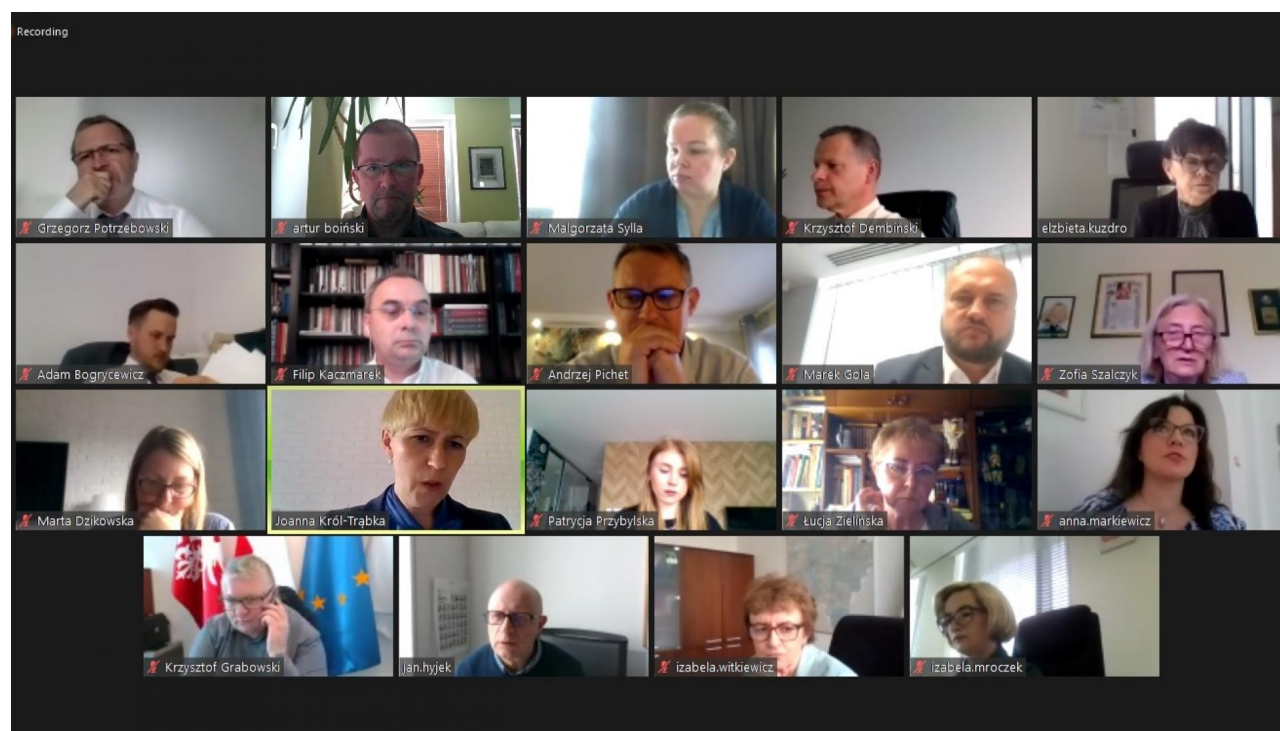 Recording
Grzegorz Potrzebowski
artur boiński
Malgorzata Sylla
Krzysztof Dembiński
elzbieta.kuzdro
Adam Bogrycewicz
Filip Kaczmarek
Andrzej Pichet
Marek Gola
Zofia Szalczyk
Marta Dzikowska
Joanna Król-Trąbka
Patrycja Przybylska
Łucja Zielińska
anna.markiewicz
Krzysztof Grabowski
jan.hyjek
izabela.witkiewicz
izabela.mroczek